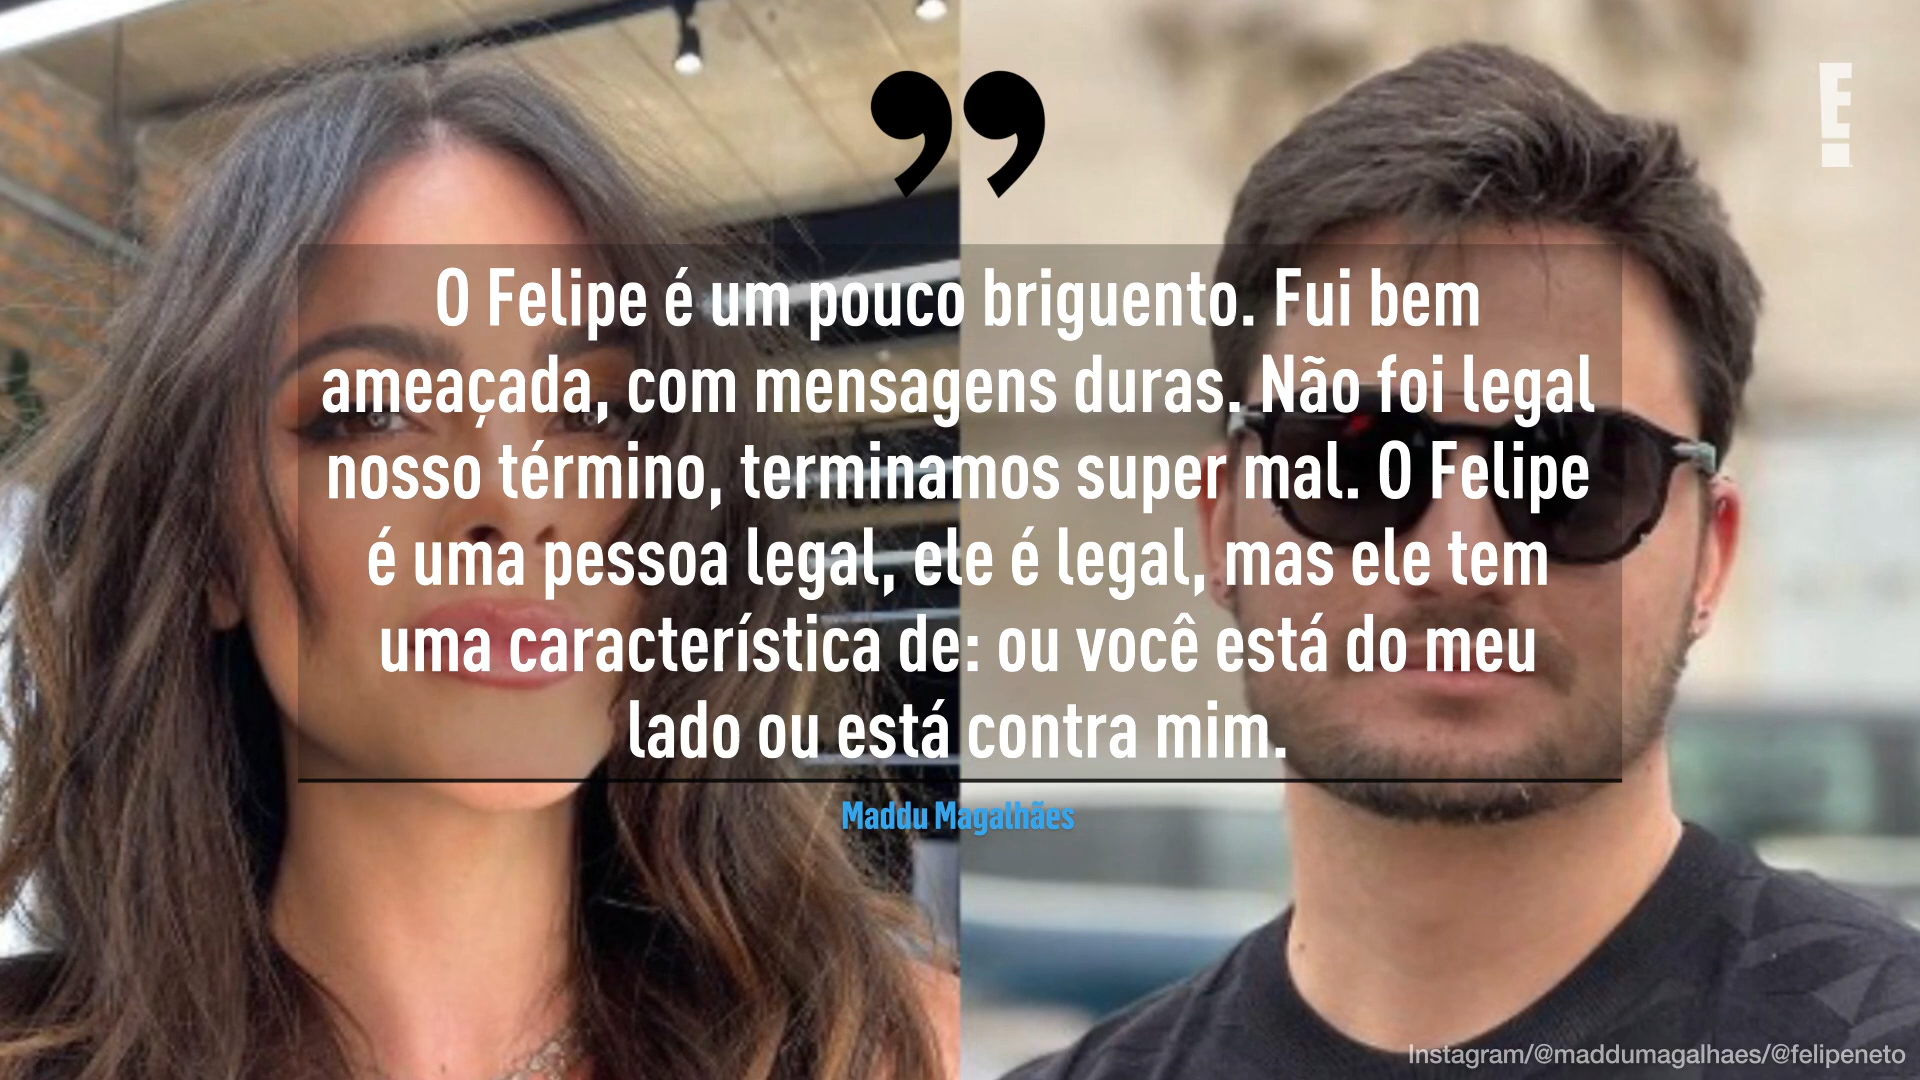 ”
E!
O Felipe é um pouco briguento. Fui bem
ameaçada, com mensagens duras. Não foi legal
nosso término, terminamos super mal. O Felipe
é uma pessoa legal, ele é legal, mas ele tem
uma característica de: ou você está do meu
lado ou está contra mim.
Maddu Magalhães
Instagram/@maddumagalhaes/@felipeneto